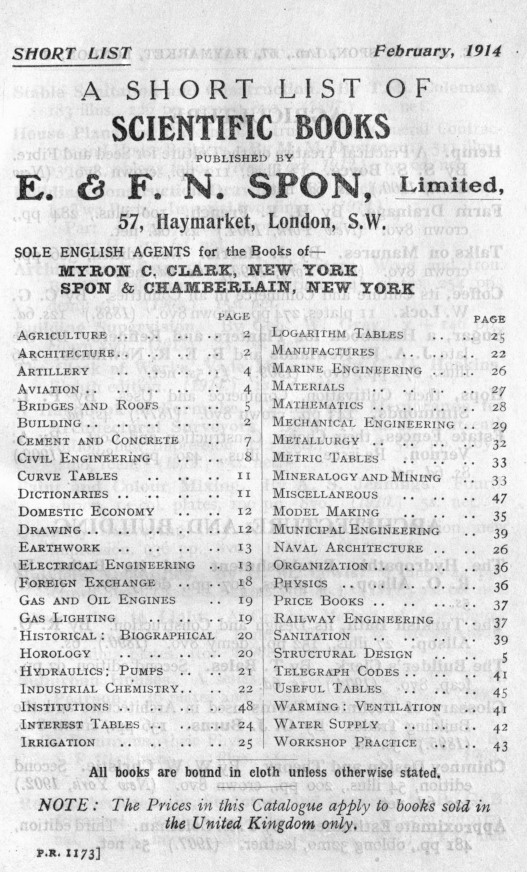 SHORT LIST February, 1914
A SHORT LIST OF
SCIENTIFIC BOOKS
PUBLISHED BY
E. & F. N. SPON, Limited,
57, Haymarket, London, S.W.
SOLE ENGLISH AGENTS for the Books of—
MYRON C. CLARK, NEW YORK
SPON & CHAMBERLAIN, NEW YORK
PAGE
AGRICULTURE .. .. .. 2
ARCHITECTURE .. .. .. 2
ARTILLERY .. .. .. 4
AVIATION .. .. .. .. 4
BRIDGES AND ROOFS .. .. 5
BUILDING .. .. .. .. 2
CEMENT AND CONCRETE .. 7
CIVIL ENGINEERING .. .. 8
CURVE TABLES .. .. .. 11
DICTIONARIES .. .. .. 11
DOMESTIC ECONOMY .. .. 12
DRAWING .. .. .. .. 12
EARTHWORK .. .. .. 13
ELECTRICAL ENGINEERING .. 13
FOREIGN EXCHANGE .. .. 18
GAS AND OIL ENGINES .. 19
GAS LIGHTING .. .. .. 19
HISTORICAL : BIOGRAPHICAL 20
HOROLOGY .. .. .. 20
HYDRAULICS : PUMPS .. .. 21
INDUSTRIAL CHEMISTRY .. .. 22
INSTITUTIONS .. .. .. 48
INTEREST TABLES .. .. 24
IRRIGATION .. .. .. 25
PAGE
LOGARITHM TABLES .. .. 25
MANUFACTURES .. .. .. 22
MARINE ENGINEERING .. .. 26
MATERIALS .. .. .. 27
MATHEMATICS .. .. .. 28
MECHANICAL ENGINEERING .. 29
METALLURGY .. .. .. 32
METRIC TABLES .. .. .. 33
MINERALOGY AND MINING .. 33
MISCELLANEOUS .. .. .. 47
MODEL MAKING .. .. .. 35
MUNICIPAL ENGINEERING .. 39
NAVAL ARCHITECTURE .. .. 26
ORGANIZATION .. .. .. 36
PHYSICS .. .. .. .. 36
PRICE BOOKS .. .. .. 37
RAILWAY ENGINEERING .. 37
SANITATION .. .. .. 39
STRUCTURAL DESIGN .. .. 5
TELEGRAPH CODES .. .. .. 41
USEFUL TABLES .. .. .. 45
WARMING : VENTILATION .. 41
WATER SUPPLY .. .. .. 42
WORKSHOP PRACTICE .. .. 43
All books are bound in cloth unless otherwise stated.
NOTE : The Prices in this Catalogue apply to books sold in
the United Kingdom only.
P.R. 1173]